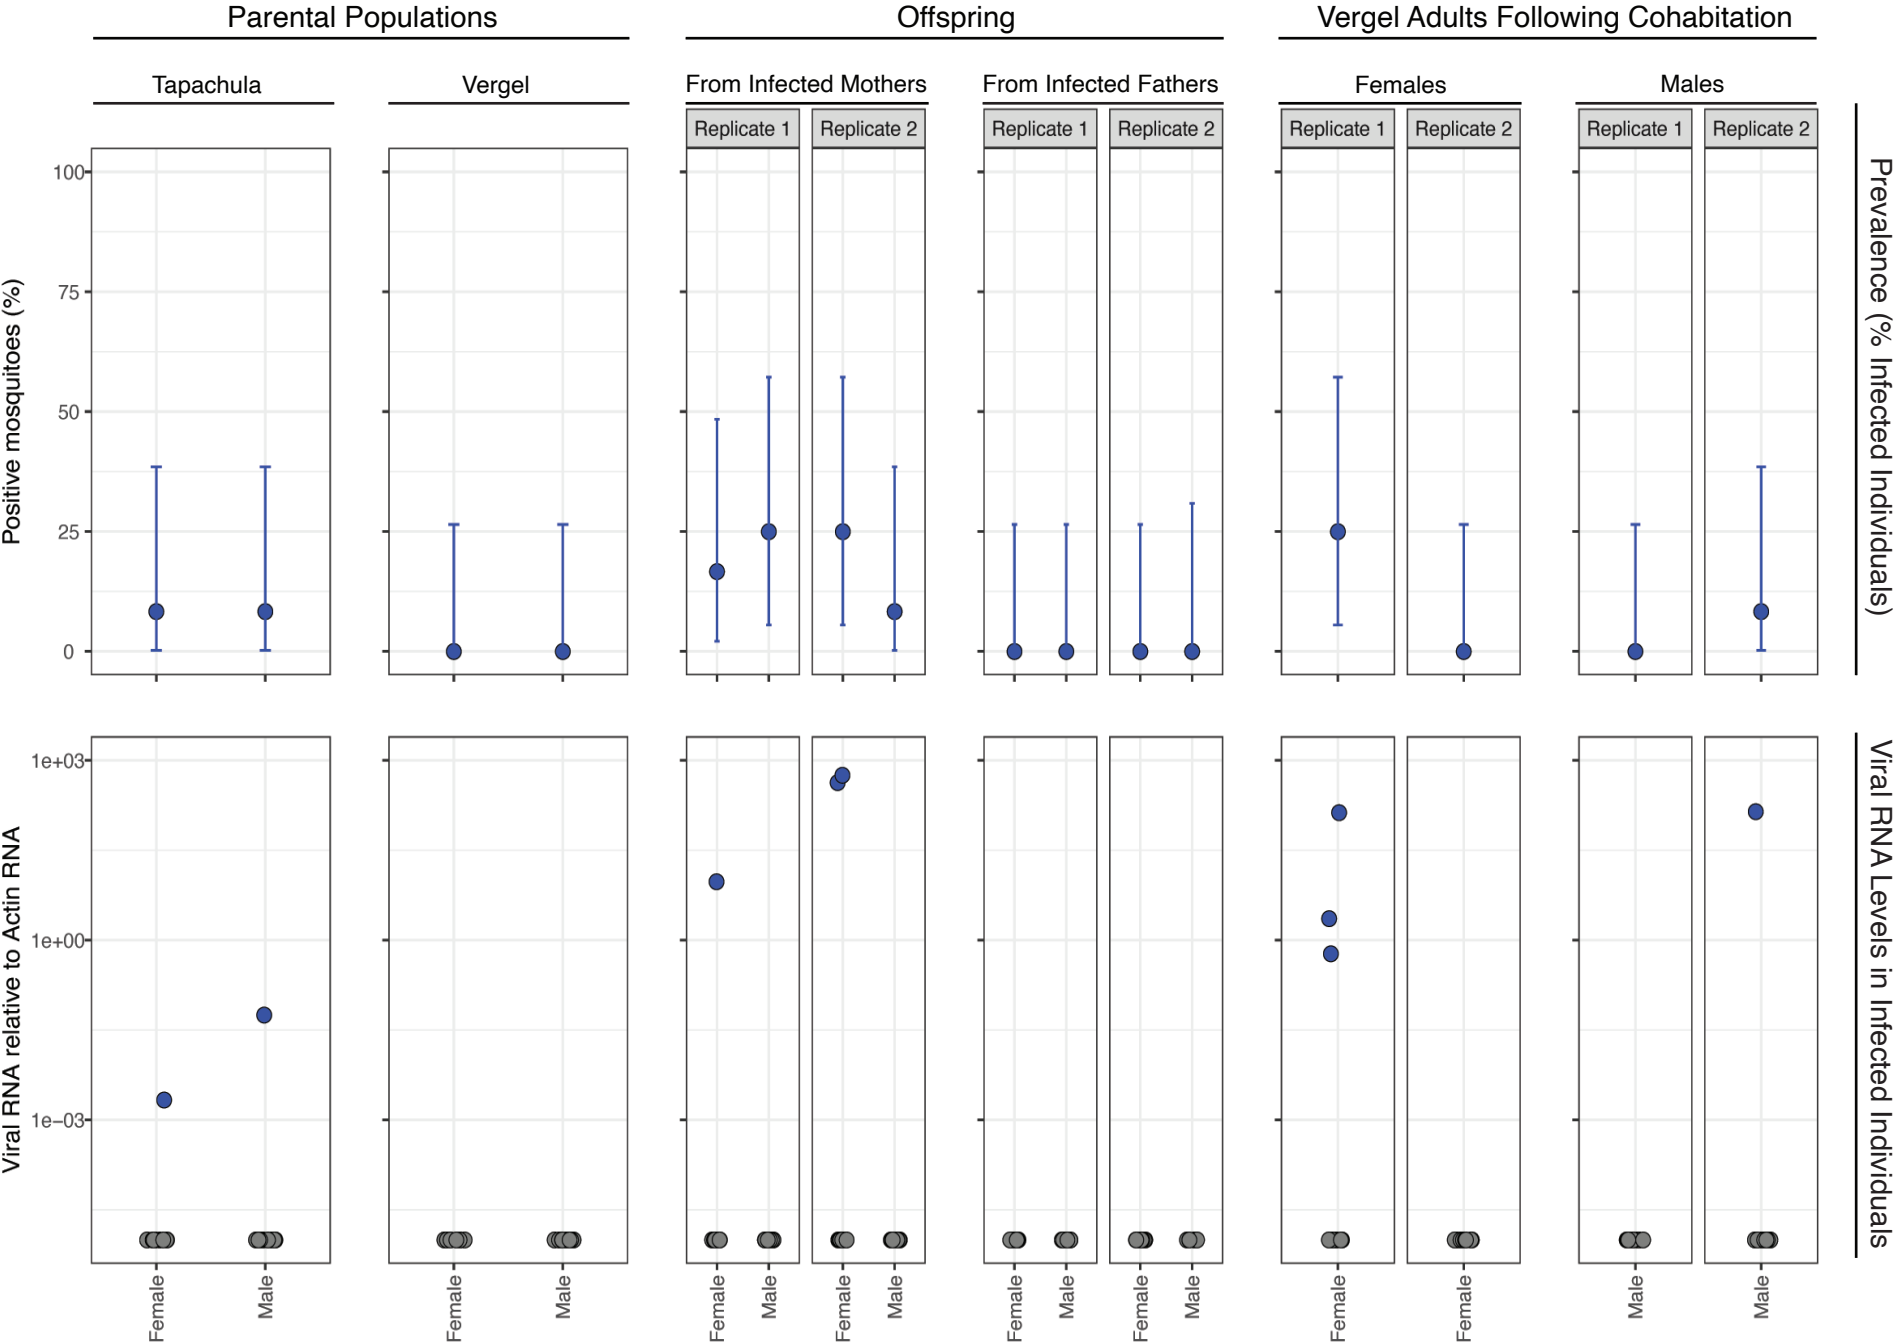 Parental Populations Offspring Vergel Adults Following Cohabitation
Tapachula Vergel From Infected Mothers From Infected Fathers Females Males
Replicate 1 Replicate 2 Replicate 1 Replicate 2 Replicate 1 Replicate 2 Replicate 1 Replicate 2
Positive mosquitoes (%)
100
75
50
25
0
Prevalence (% Infected Individuals)
Viral RNA relative to Actin RNA
1e+03
1e+00
1e−03
Viral RNA Levels in Infected Individuals
Female Male Female Male Female Male Female Male Female Male Female Male Female Female Male Male